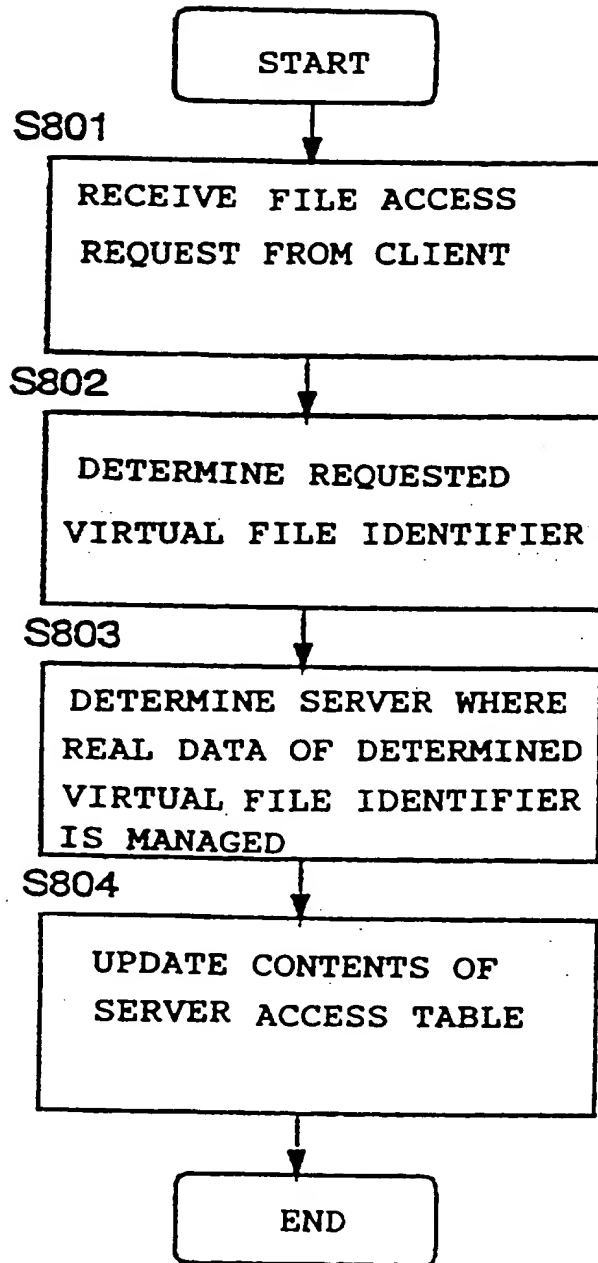 START
S801
RECEIVE FILE ACCESS
REQUEST FROM CLIENT
S802
DETERMINE REQUESTED
VIRTUAL FILE IDENTIFIER
S803
DETERMINE SERVER WHERE
REAL DATA OF DETERMINED
VIRTUAL FILE IDENTIFIER
IS MANAGED
S804
UPDATE CONTENTS OF
SERVER ACCESS TABLE
END